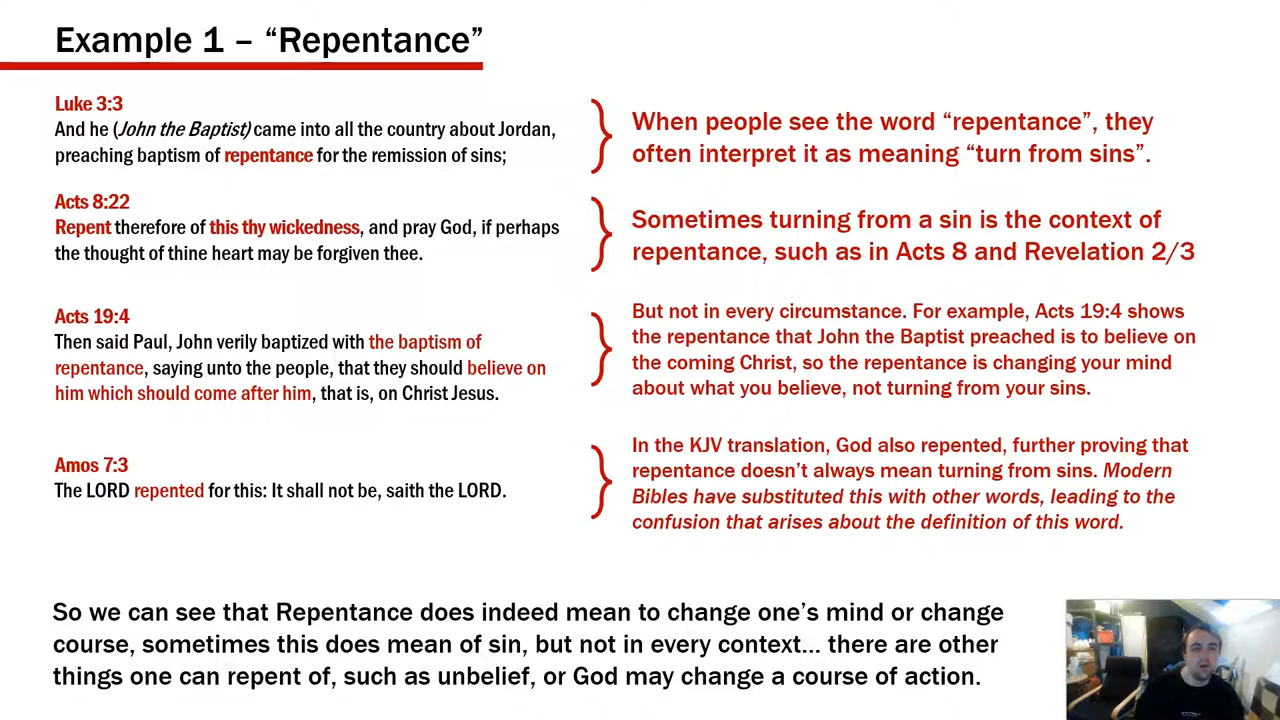 Example 1 – “Repentance”
Luke 3:3
And he (John the Baptist) came into all the country about Jordan,
preaching baptism of repentance for the remission of sins;
When people see the word “repentance”, they
often interpret it as meaning “turn from sins”.
Acts 8:22
Repent therefore of this thy wickedness, and pray God, if perhaps
the thought of thine heart may be forgiven thee.
Sometimes turning from a sin is the context of
repentance, such as in Acts 8 and Revelation 2/3
Acts 19:4
Then said Paul, John verily baptized with the baptism of
repentance, saying unto the people, that they should believe on
him which should come after him, that is, on Christ Jesus.
But not in every circumstance. For example, Acts 19:4 shows
the repentance that John the Baptist preached is to believe on
the coming Christ, so the repentance is changing your mind
about what you believe, not turning from your sins.
Amos 7:3
The LORD repented for this: It shall not be, saith the LORD.
In the KJV translation, God also repented, further proving that
repentance doesn’t always mean turning from sins. Modern
Bibles have substituted this with other words, leading to the
confusion that arises about the definition of this word.
So we can see that Repentance does indeed mean to change one’s mind or change
course, sometimes this does mean of sin, but not in every context... there are other
things one can repent of, such as unbelief, or God may change a course of action.